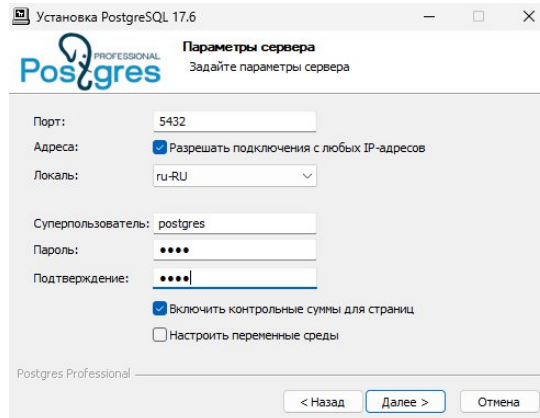 Установка PostgreSQL 17.6
PROFESSIONAL
Postgres
Параметры сервера
Задайте параметры сервера
Порт: 5432
Адреса: Разрешать подключения с любых IP-адресов
Локаль: ru-RU
Суперпользователь: postgres
Пароль: ••••
Подтверждение: ••••
Включить контрольные суммы для страниц
Настроить переменные среды
Postgres Professional
< Назад Далее > Отмена